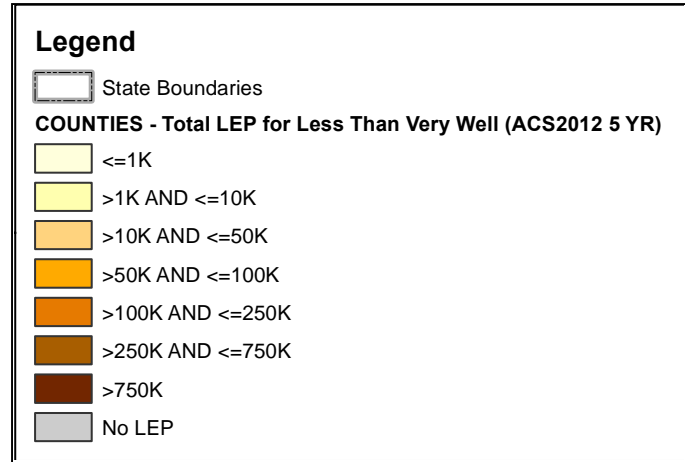 Legend
State Boundaries
COUNTIES - Total LEP for Less Than Very Well (ACS2012 5 YR)
<=1K
>1K AND <=10K
>10K AND <=50K
>50K AND <=100K
>100K AND <=250K
>250K AND <=750K
>750K
No LEP